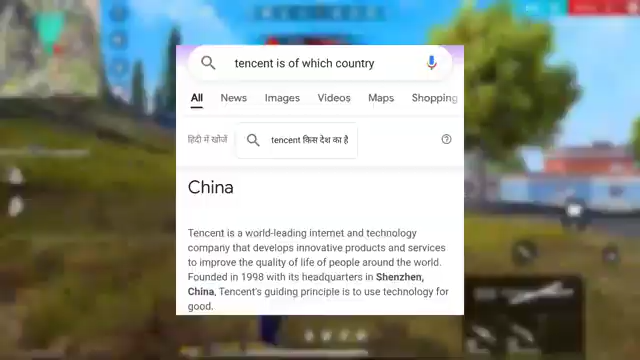 tencent is of which country
All News Images Videos Maps Shopping
हिंदी में खोजें tencent किस देश का है
China
Tencent is a world-leading internet and technology
company that develops innovative products and services
to improve the quality of life of people around the world.
Founded in 1998 with its headquarters in Shenzhen,
China, Tencent's guiding principle is to use technology for
good.